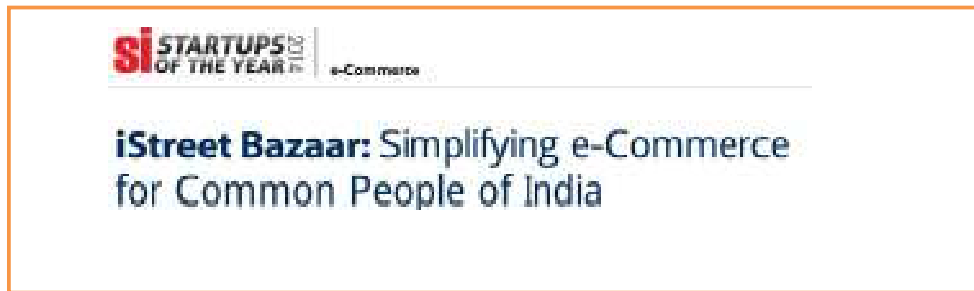 si STARTUPS 2014
OF THE YEAR
e-Commerce
iStreet Bazaar: Simplifying e-Commerce
for Common People of India